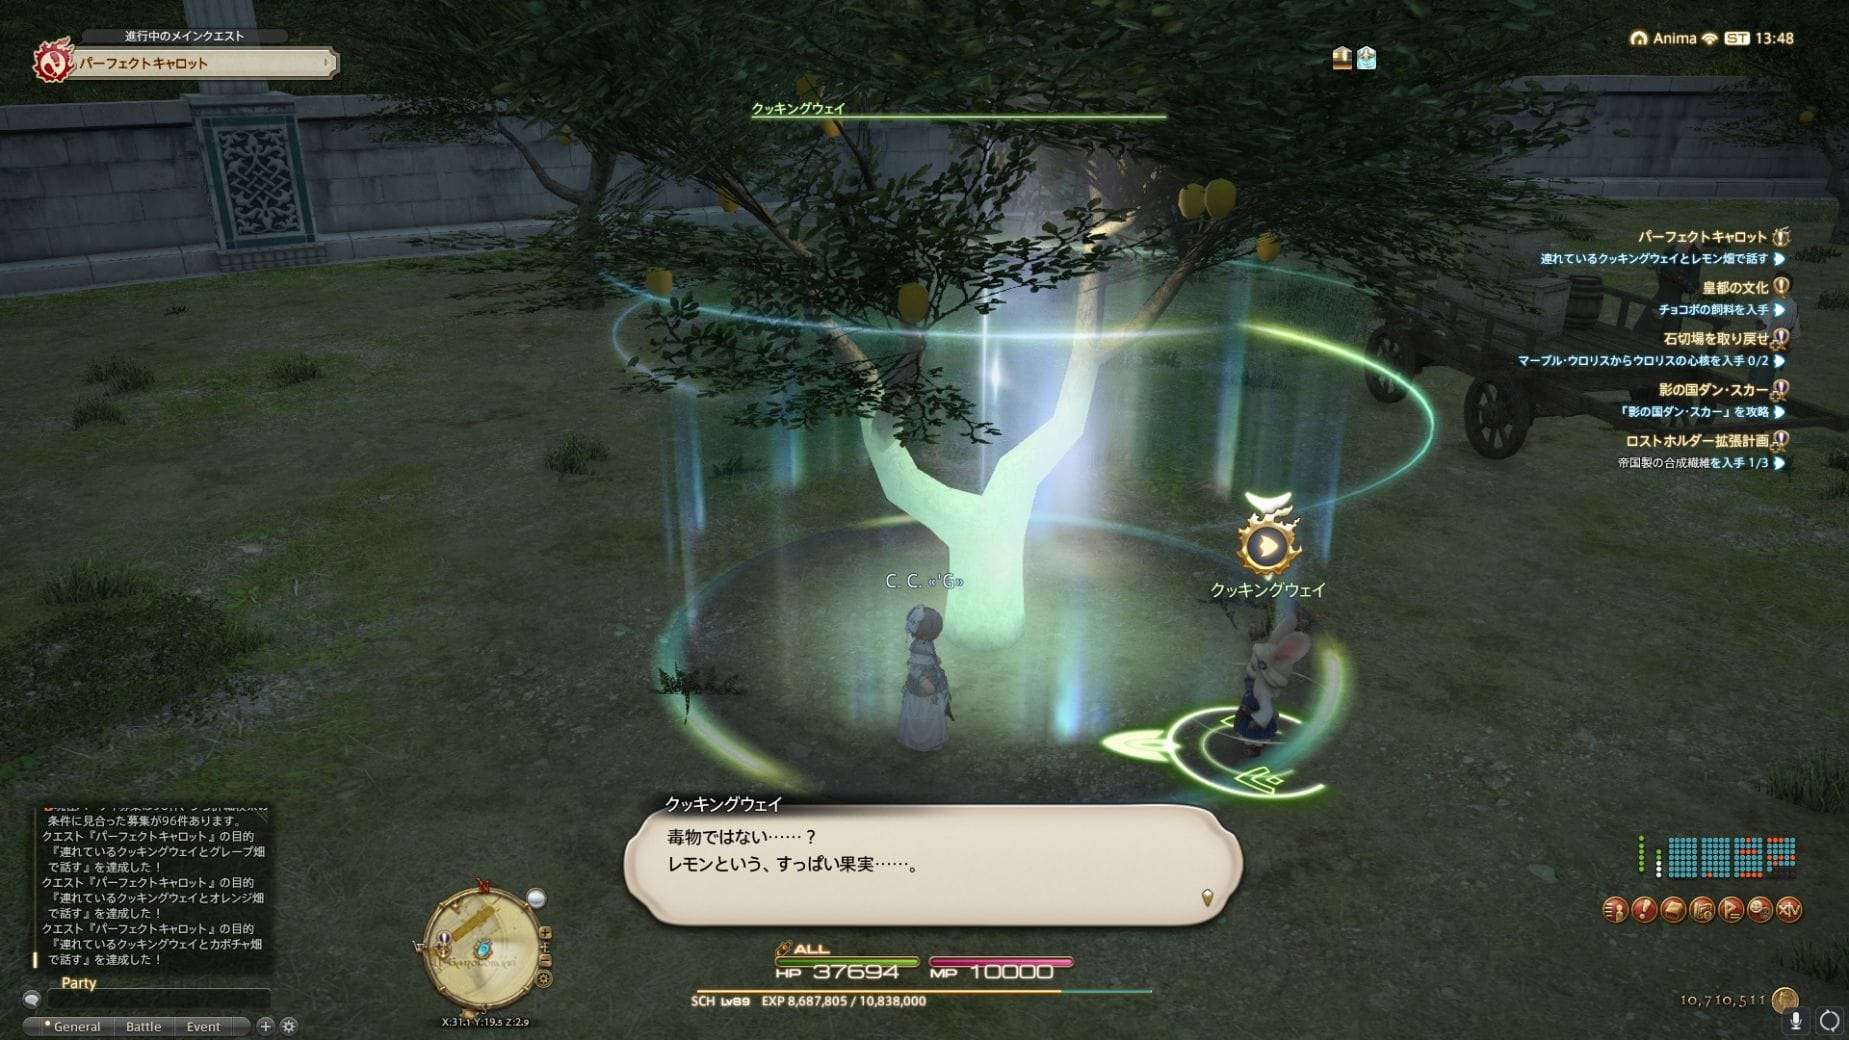 進行中のメインクエスト
パーフェクトキャロット
Anima ST 13:48
クッキングウェイ
パーフェクトキャロット
連れているクッキングウェイとレモン畑で話す
皇都の文化
チョコボの飼料を入手
石切場を取り戻せ
マーブル・ウロリスからウロリスの心核を入手 0/2
影の国ダン・スカー
「影の国ダン・スカー」を攻略
ロストホルダー拡張計画
帝国製の合成繊維を入手 1/3
C. C. «'G»
クッキングウェイ
クッキングウェイ
毒物ではない……？
レモンという、すっぱい果実……。
条件に見合った募集が96件あります。
クエスト『パーフェクトキャロット』の目的
『連れているクッキングウェイとグレープ畑
で話す』を達成した！
クエスト『パーフェクトキャロット』の目的
『連れているクッキングウェイとオレンジ畑
で話す』を達成した！
クエスト『パーフェクトキャロット』の目的
『連れているクッキングウェイとカボチャ畑
で話す』を達成した！
Party
General Battle Event
X:31.1 Y:19.5 Z:2.9
ALL
HP 37694 MP 10000
SCH Lv89 EXP 8,687,805 / 10,838,000
XIV
10,710,511